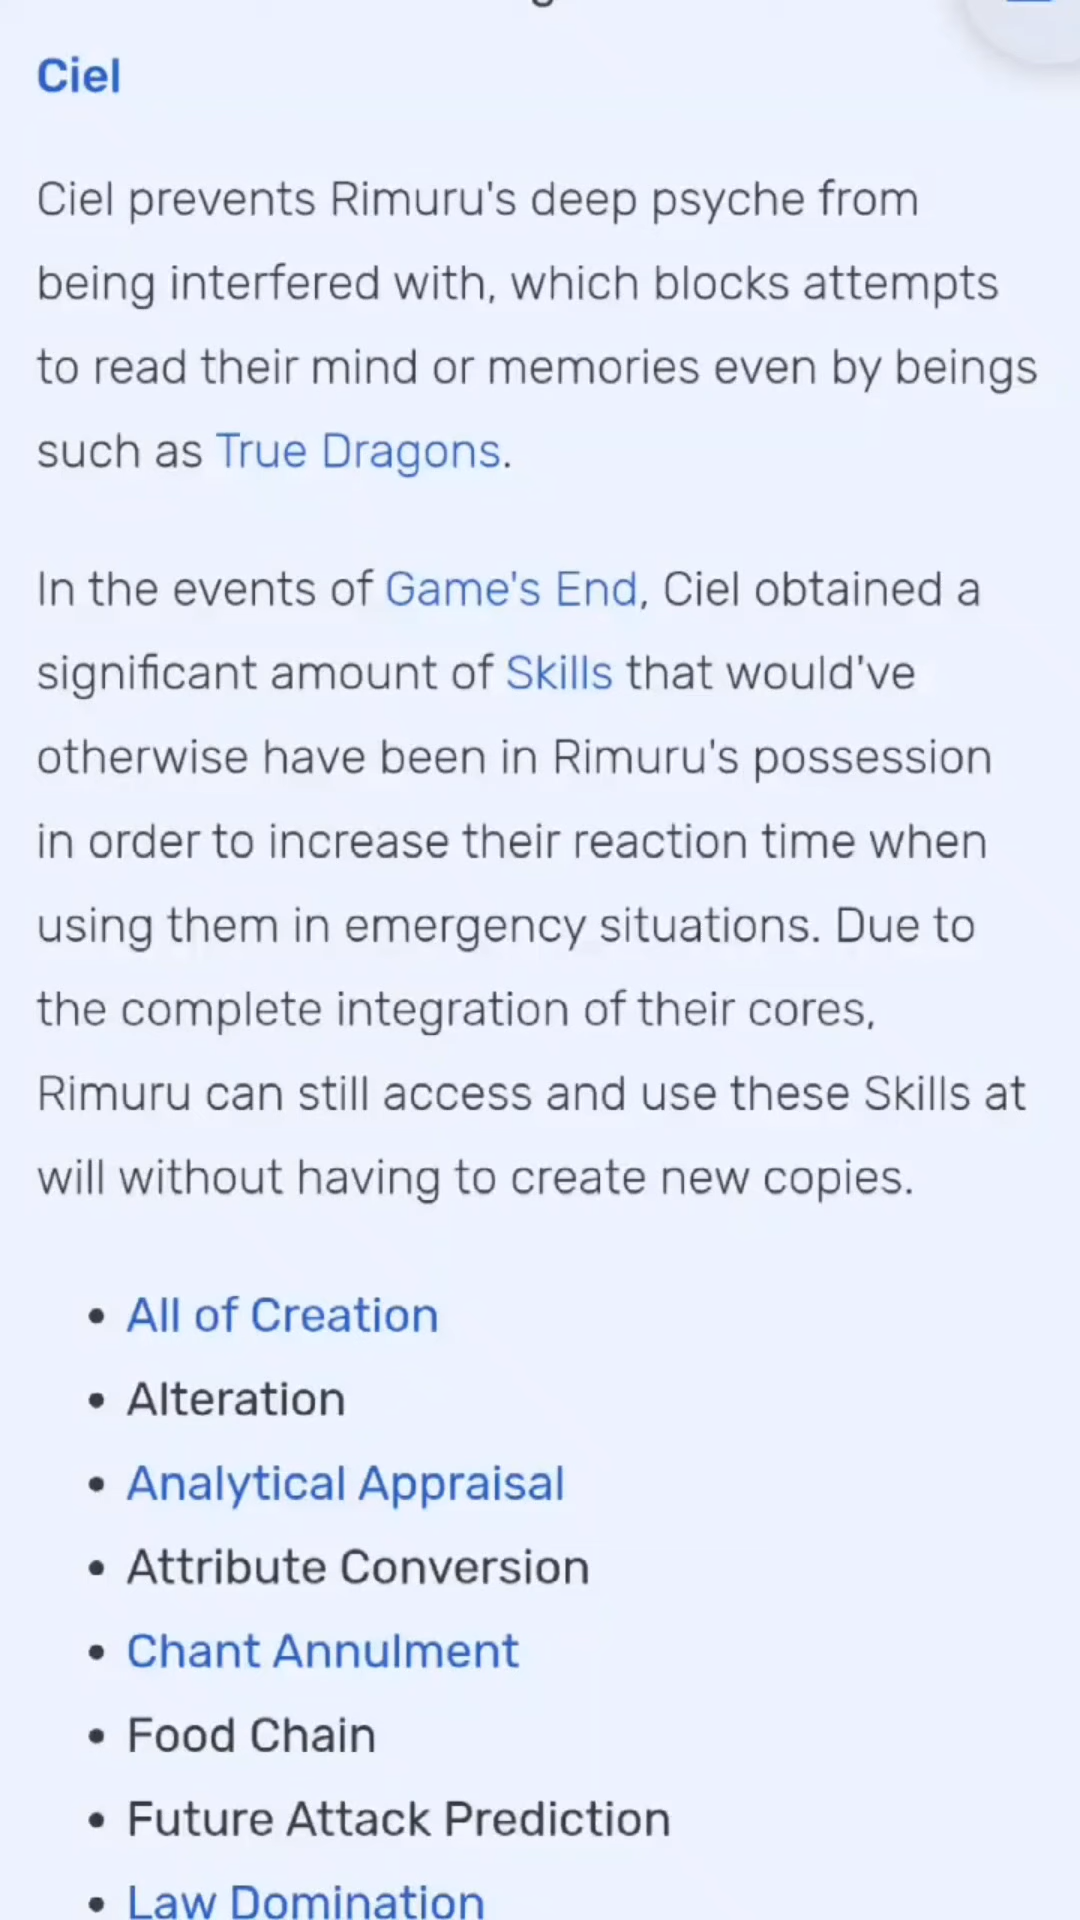 Ciel
Ciel prevents Rimuru's deep psyche from
being interfered with, which blocks attempts
to read their mind or memories even by beings
such as True Dragons.
In the events of Game's End, Ciel obtained a
significant amount of Skills that would've
otherwise have been in Rimuru's possession
in order to increase their reaction time when
using them in emergency situations. Due to
the complete integration of their cores,
Rimuru can still access and use these Skills at
will without having to create new copies.
• All of Creation
• Alteration
• Analytical Appraisal
• Attribute Conversion
• Chant Annulment
• Food Chain
• Future Attack Prediction
• Law Domination